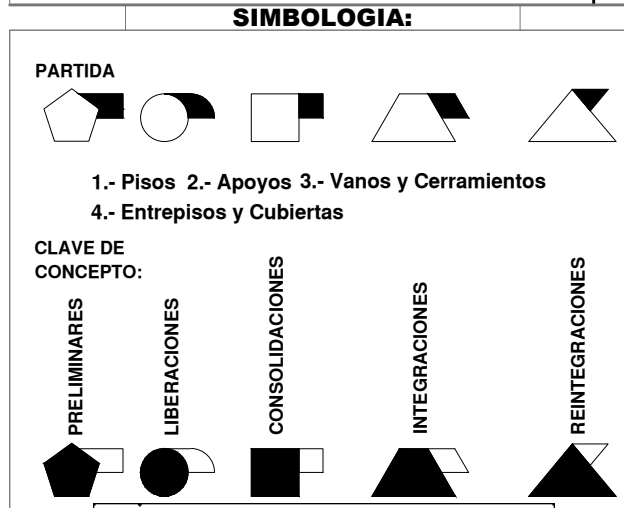 SIMBOLOGIA:
PARTIDA
1.- Pisos 2.- Apoyos 3.- Vanos y Cerramientos
4.- Entrepisos y Cubiertas
CLAVE DE
CONCEPTO:
PRELIMINARES
LIBERACIONES
CONSOLIDACIONES
INTEGRACIONES
REINTEGRACIONES